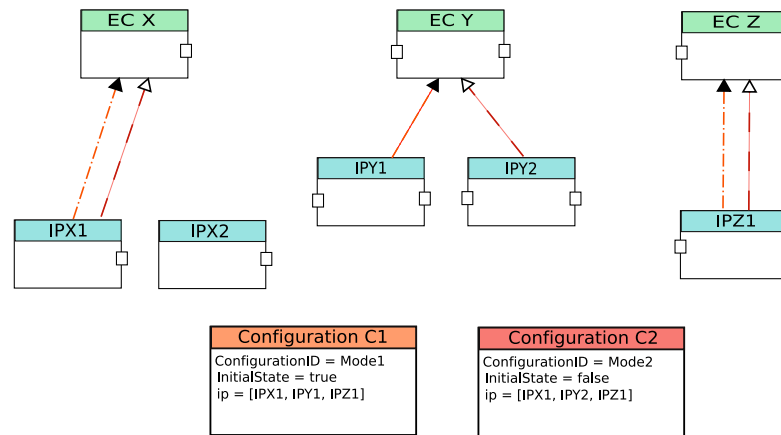 EC X
EC Y
EC Z
IPY1
IPY2
IPX1
IPX2
IPZ1
Configuration C1
ConfigurationID = Mode1
InitialState = true
ip = [IPX1, IPY1, IPZ1]
Configuration C2
ConfigurationID = Mode2
InitialState = false
ip = [IPX1, IPY2, IPZ1]